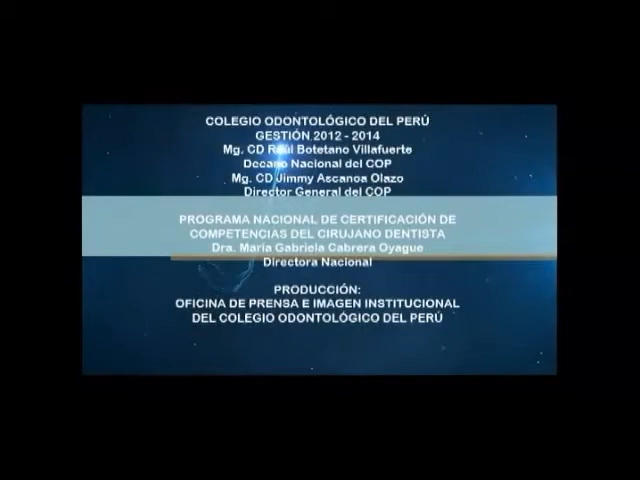 COLEGIO ODONTOLÓGICO DEL PERÚ
GESTIÓN 2012 - 2014
Mg. CD Raúl Botetano Villafuerte
Decano Nacional del COP
Mg. CD Jimmy Ascanoa Olazo
Director General del COP
PROGRAMA NACIONAL DE CERTIFICACIÓN DE
COMPETENCIAS DEL CIRUJANO DENTISTA
Dra. María Gabriela Cabrera Oyague
Directora Nacional
PRODUCCIÓN:
OFICINA DE PRENSA E IMAGEN INSTITUCIONAL
DEL COLEGIO ODONTOLÓGICO DEL PERÚ